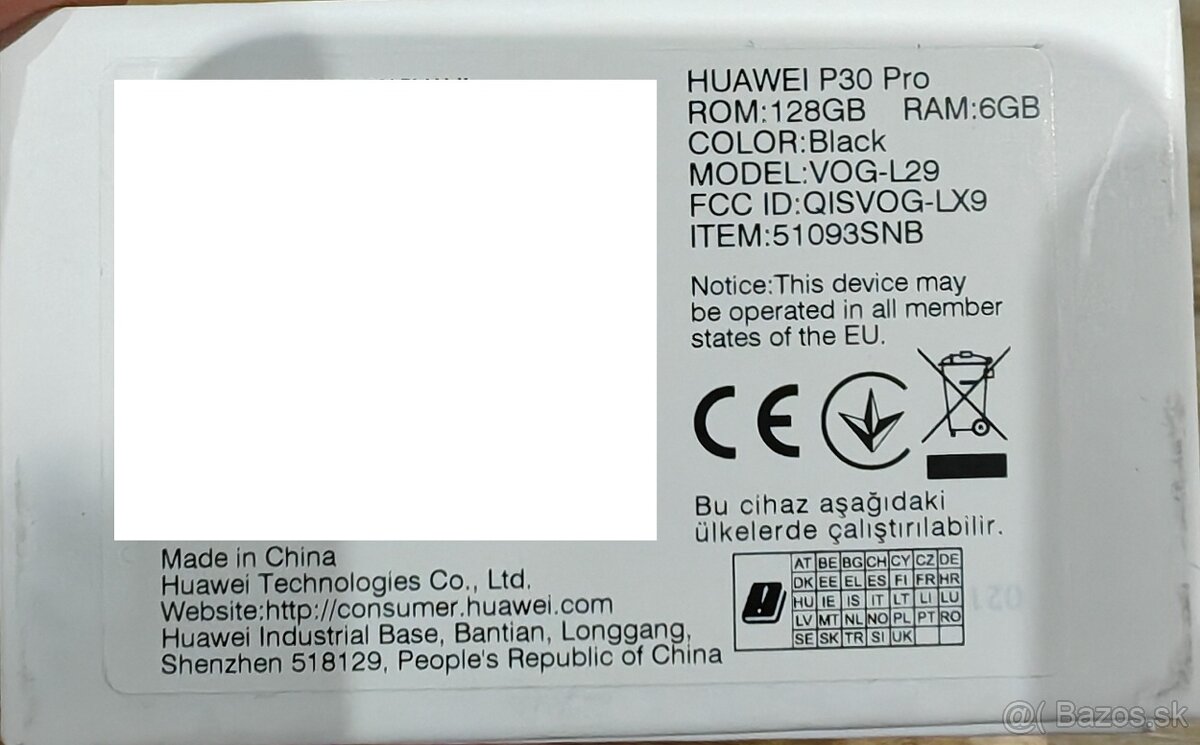 HUAWEI P30 Pro
ROM:128GB RAM:6GB
COLOR:Black
MODEL:VOG-L29
FCC ID:QISVOG-LX9
ITEM:51093SNB
Notice:This device may
be operated in all member
states of the EU.
CE
Bu cihaz aşağıdaki
ülkelerde çalıştırılabilir.
AT BE BG CH CY CZ DE
DK EE EL ES FI FR HR
HU IE IS IT LT LI LU
LV MT NL NO PL PT RO
SE SK TR SI UK
Made in China
Huawei Technologies Co., Ltd.
Website:http://consumer.huawei.com
Huawei Industrial Base, Bantian, Longgang,
Shenzhen 518129, People's Republic of China
@( Bazos.sk